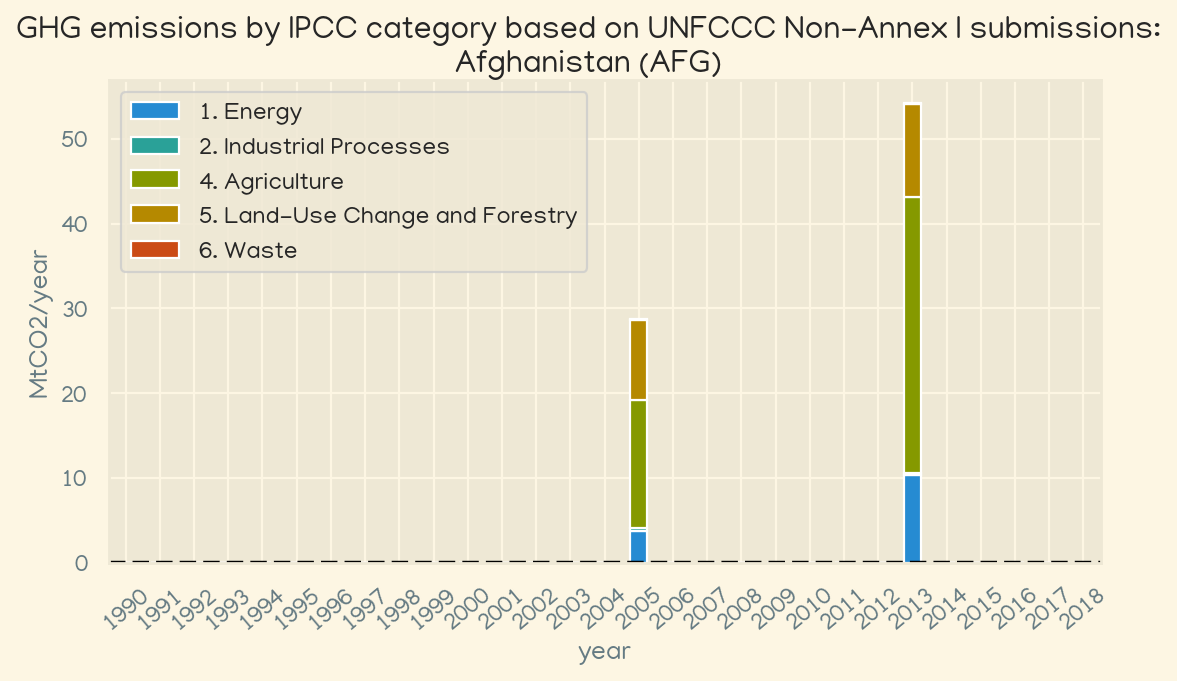 GHG emissions by IPCC category based on UNFCCC Non-Annex I submissions:
Afghanistan (AFG)
1. Energy
2. Industrial Processes
4. Agriculture
5. Land-Use Change and Forestry
6. Waste
MtCO2/year
50
40
30
20
10
0
1990 1991 1992 1993 1994 1995 1996 1997 1998 1999 2000 2001 2002 2003 2004 2005 2006 2007 2008 2009 2010 2011 2012 2013 2014 2015 2016 2017 2018
year